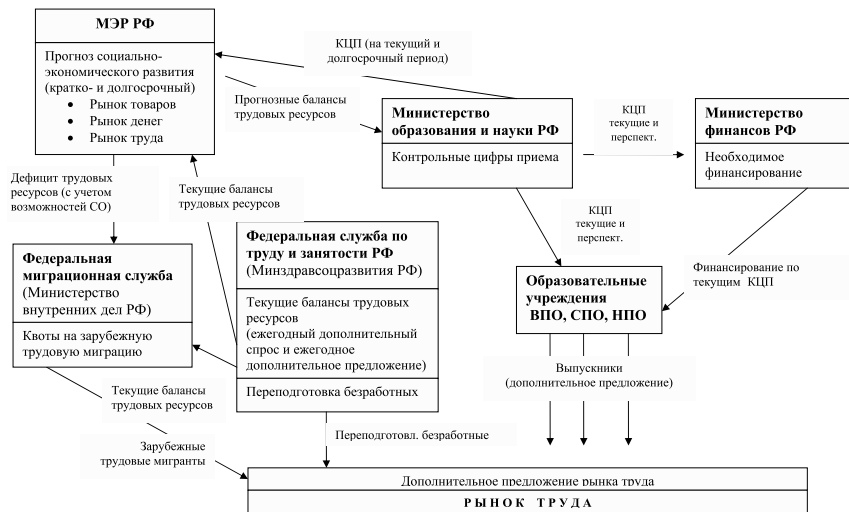 МЭР РФ
Прогноз социально-
экономического развития
(кратко- и долгосрочный)
• Рынок товаров
• Рынок денег
• Рынок труда
КЦП (на текущий и
долгосрочный период)
Прогнозные балансы
трудовых ресурсов
Министерство
образования и науки РФ
Контрольные цифры приема
КЦП
текущие и
перспект.
Министерство
финансов РФ
Необходимое
финансирование
Дефицит трудовых
ресурсов (с учетом
возможностей СО)
Текущие балансы
трудовых ресурсов
КЦП
текущие и
перспект.
Федеральная
миграционная служба
(Министерство
внутренних дел РФ)
Квоты на зарубежную
трудовую миграцию
Федеральная служба по
труду и занятости РФ
(Минздравсоцразвития РФ)
Текущие балансы трудовых
ресурсов
(ежегодный дополнительный
спрос и ежегодное
дополнительное предложение)
Переподготовка безработных
Образовательные
учреждения
ВПО, СПО, НПО
Финансирование по
текущим КЦП
Выпускники
(дополнительное предложение)
Текущие балансы
трудовых ресурсов
Переподготовл. безработные
Зарубежные
трудовые мигранты
Дополнительное предложение рынка труда
РЫНОК ТРУДА